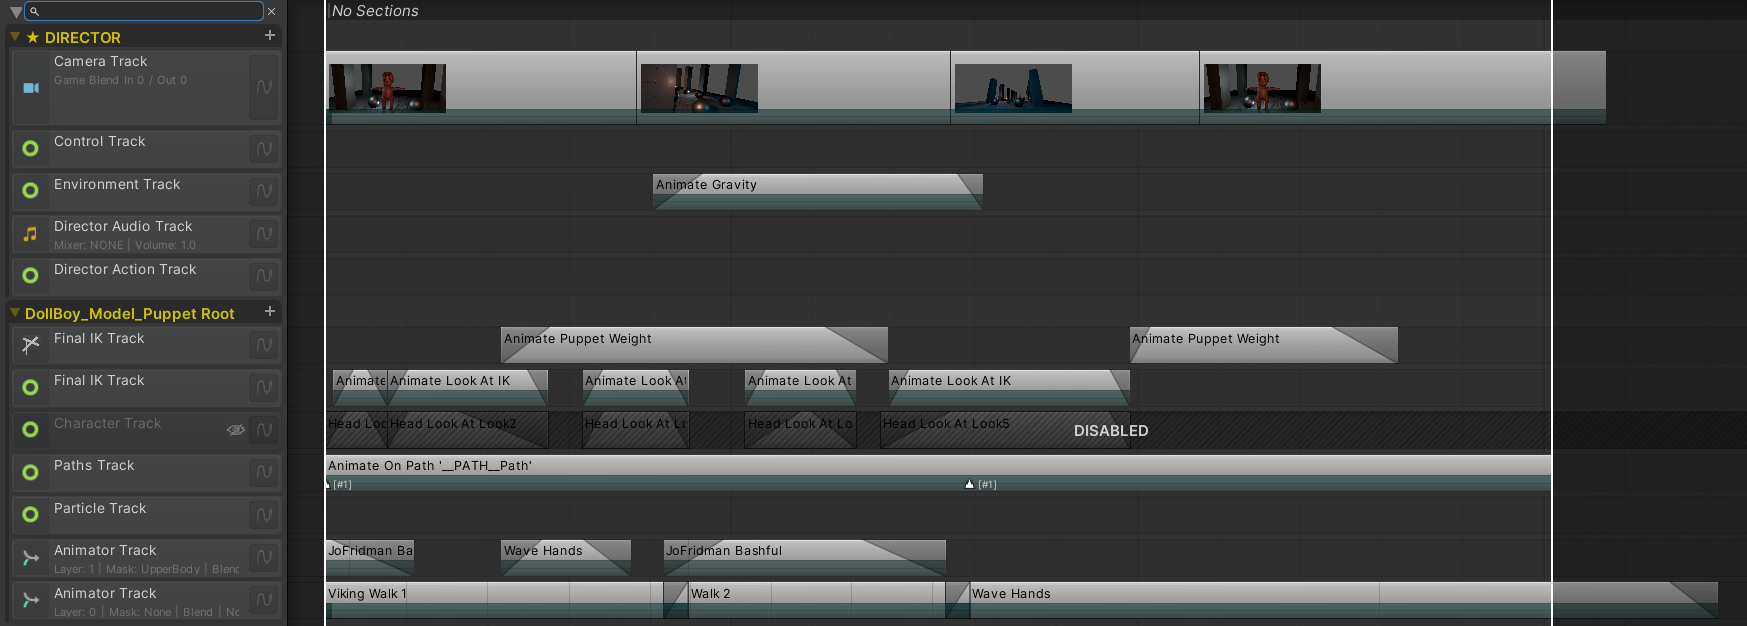 No Sections
DIRECTOR
Camera Track
Game Blend In 0 / Out 0
Control Track
Environment Track
Animate Gravity
Director Audio Track
Mixer: NONE | Volume: 1.0
Director Action Track
DollBoy_Model_Puppet Root
Final IK Track
Animate Puppet Weight
Animate Puppet Weight
Final IK Track
Animate
Animate Look At IK
Animate Look At
Animate Look At
Animate Look At IK
Character Track
Head Loo
Head Look At Look2
Head Look At Lo
Head Look At Lo
Head Look At Look5
DISABLED
Paths Track
Animate On Path '__PATH__Path'
[#1]
[#1]
Particle Track
Animator Track
Layer: 1 | Mask: UpperBody | Blend
JoFridman Ba
Wave Hands
JoFridman Bashful
Animator Track
Layer: 0 | Mask: None | Blend | No
Viking Walk 1
Walk 2
Wave Hands